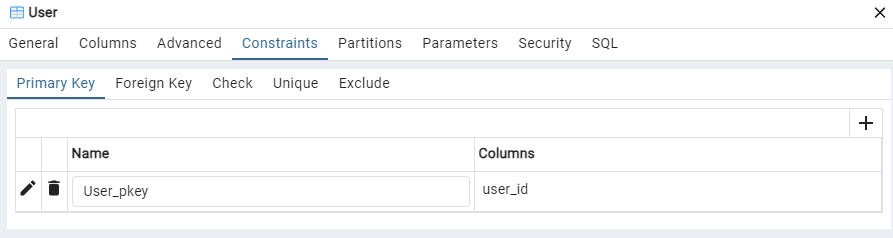 User
General Columns Advanced Constraints Partitions Parameters Security SQL
Primary Key Foreign Key Check Unique Exclude
Name Columns
User_pkey user_id